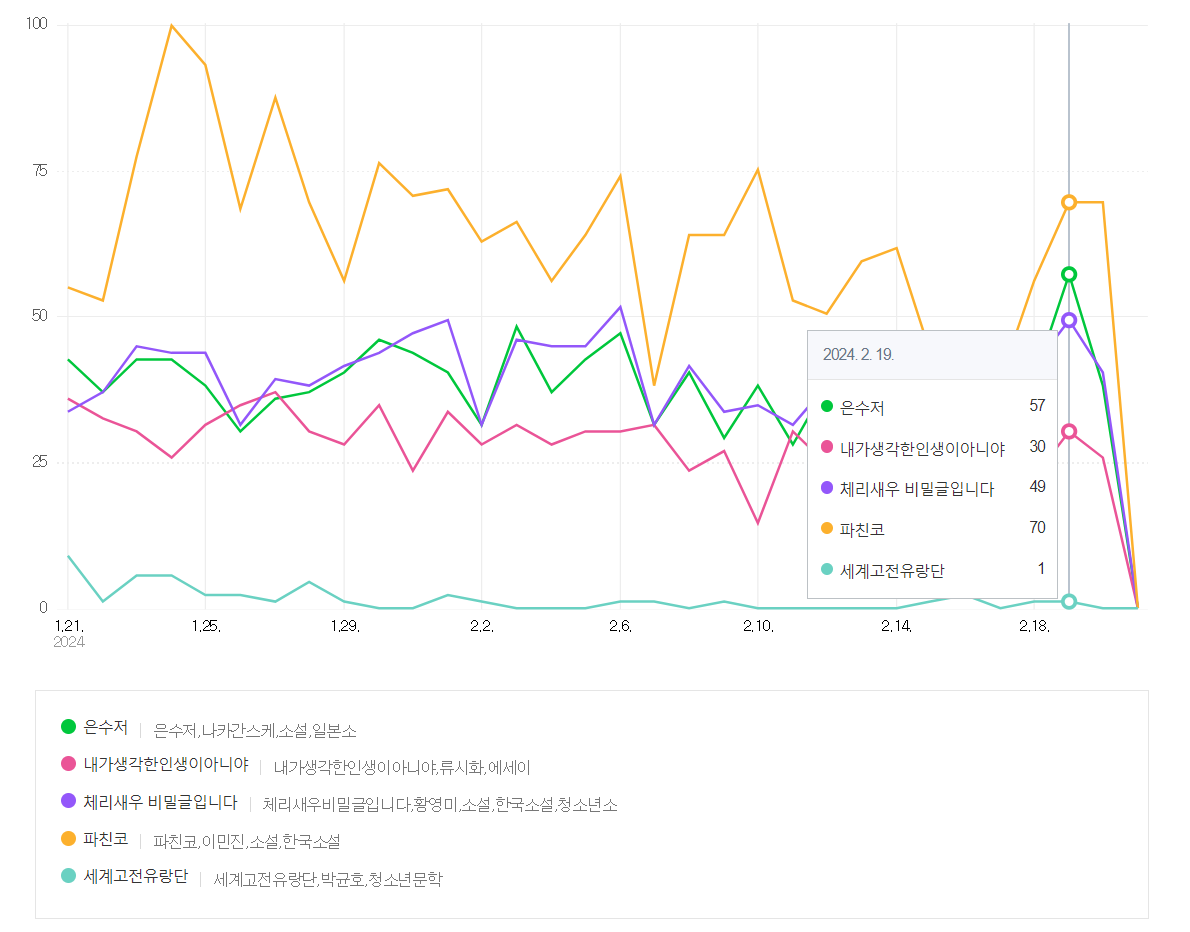 100
75
50
25
0
1.21.
2024
1.25.
1.29.
2.2.
2.6.
2.10.
2.14.
2.18.
2024. 2. 19.
은수저 57
내가생각한인생이아니야 30
체리새우 비밀글입니다 49
파친코 70
세계고전유랑단 1
은수저 은수저,나카간스케,소설,일본소
내가생각한인생이아니야 내가생각한인생이아니야,류시화,에세이
체리새우 비밀글입니다 체리새우비밀글입니다,황영미,소설,한국소설,청소년소
파친코 파친코,이민진,소설,한국소설
세계고전유랑단 세계고전유랑단,박균호,청소년문학